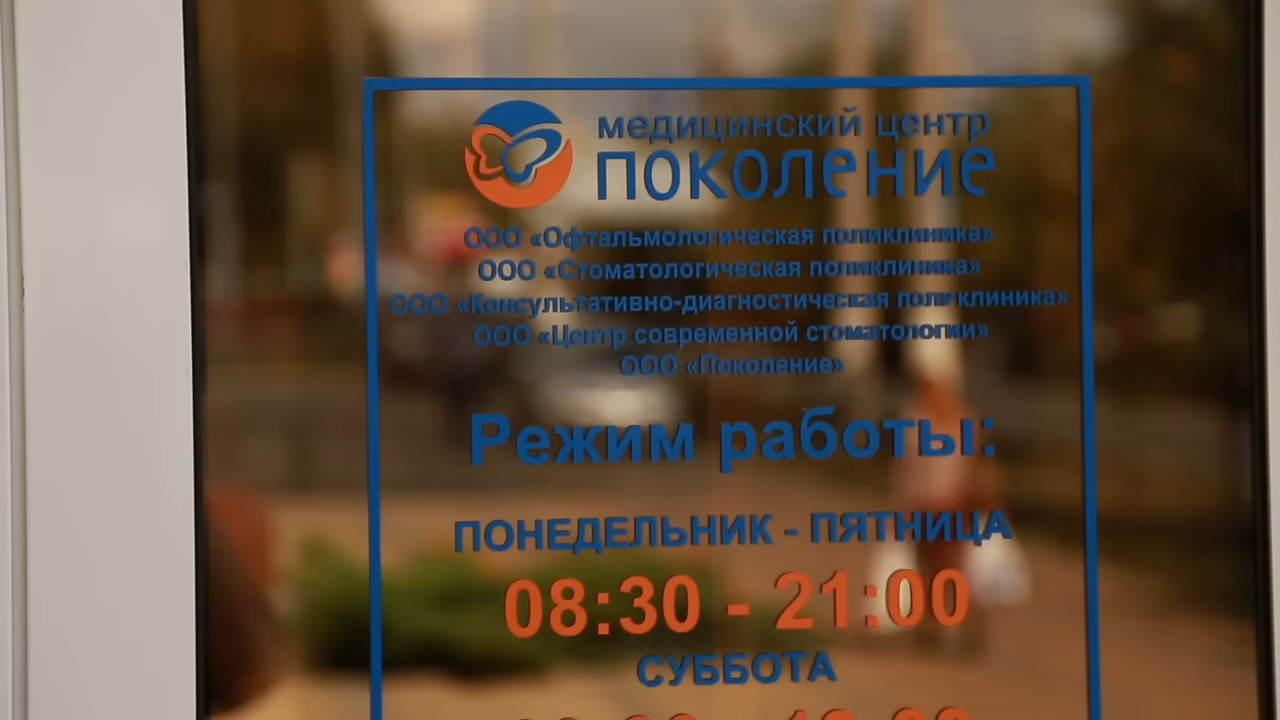 медицинский центр
поколение
ООО «Офтальмологическая поликлиника»
ООО «Стоматологическая поликлиника»
ООО «Консультативно-диагностическая поликлиника»
ООО «Центр современной стоматологии»
ООО «Поколение»
Режим работы:
ПОНЕДЕЛЬНИК - ПЯТНИЦА
08:30 - 21:00
СУББОТА